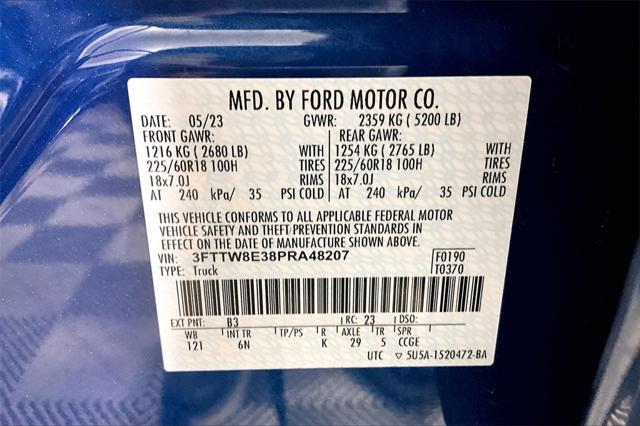 MFD. BY FORD MOTOR CO.
DATE: 05/23 GVWR: 2359 KG ( 5200 LB)
FRONT GAWR: REAR GAWR:
1216 KG ( 2680 LB) WITH 1254 KG ( 2765 LB) WITH
225/60R18 100H TIRES 225/60R18 100H TIRES
18x7.0J RIMS 18x7.0J RIMS
AT 240 kPa/ 35 PSI COLD AT 240 kPa/ 35 PSI COLD
THIS VEHICLE CONFORMS TO ALL APPLICABLE FEDERAL MOTOR
VEHICLE SAFETY AND THEFT PREVENTION STANDARDS IN
EFFECT ON THE DATE OF MANUFACTURE SHOWN ABOVE.
VIN: 3FTTW8E38PRA48207 F0190
TYPE: Truck T0370
EXT PNT: B3 RC: 23 DSO:
WB INT TR TP/PS R AXLE TR SPR
121 6N K 29 5 CCGE
UTC ▽ 5U5A-1520472-BA